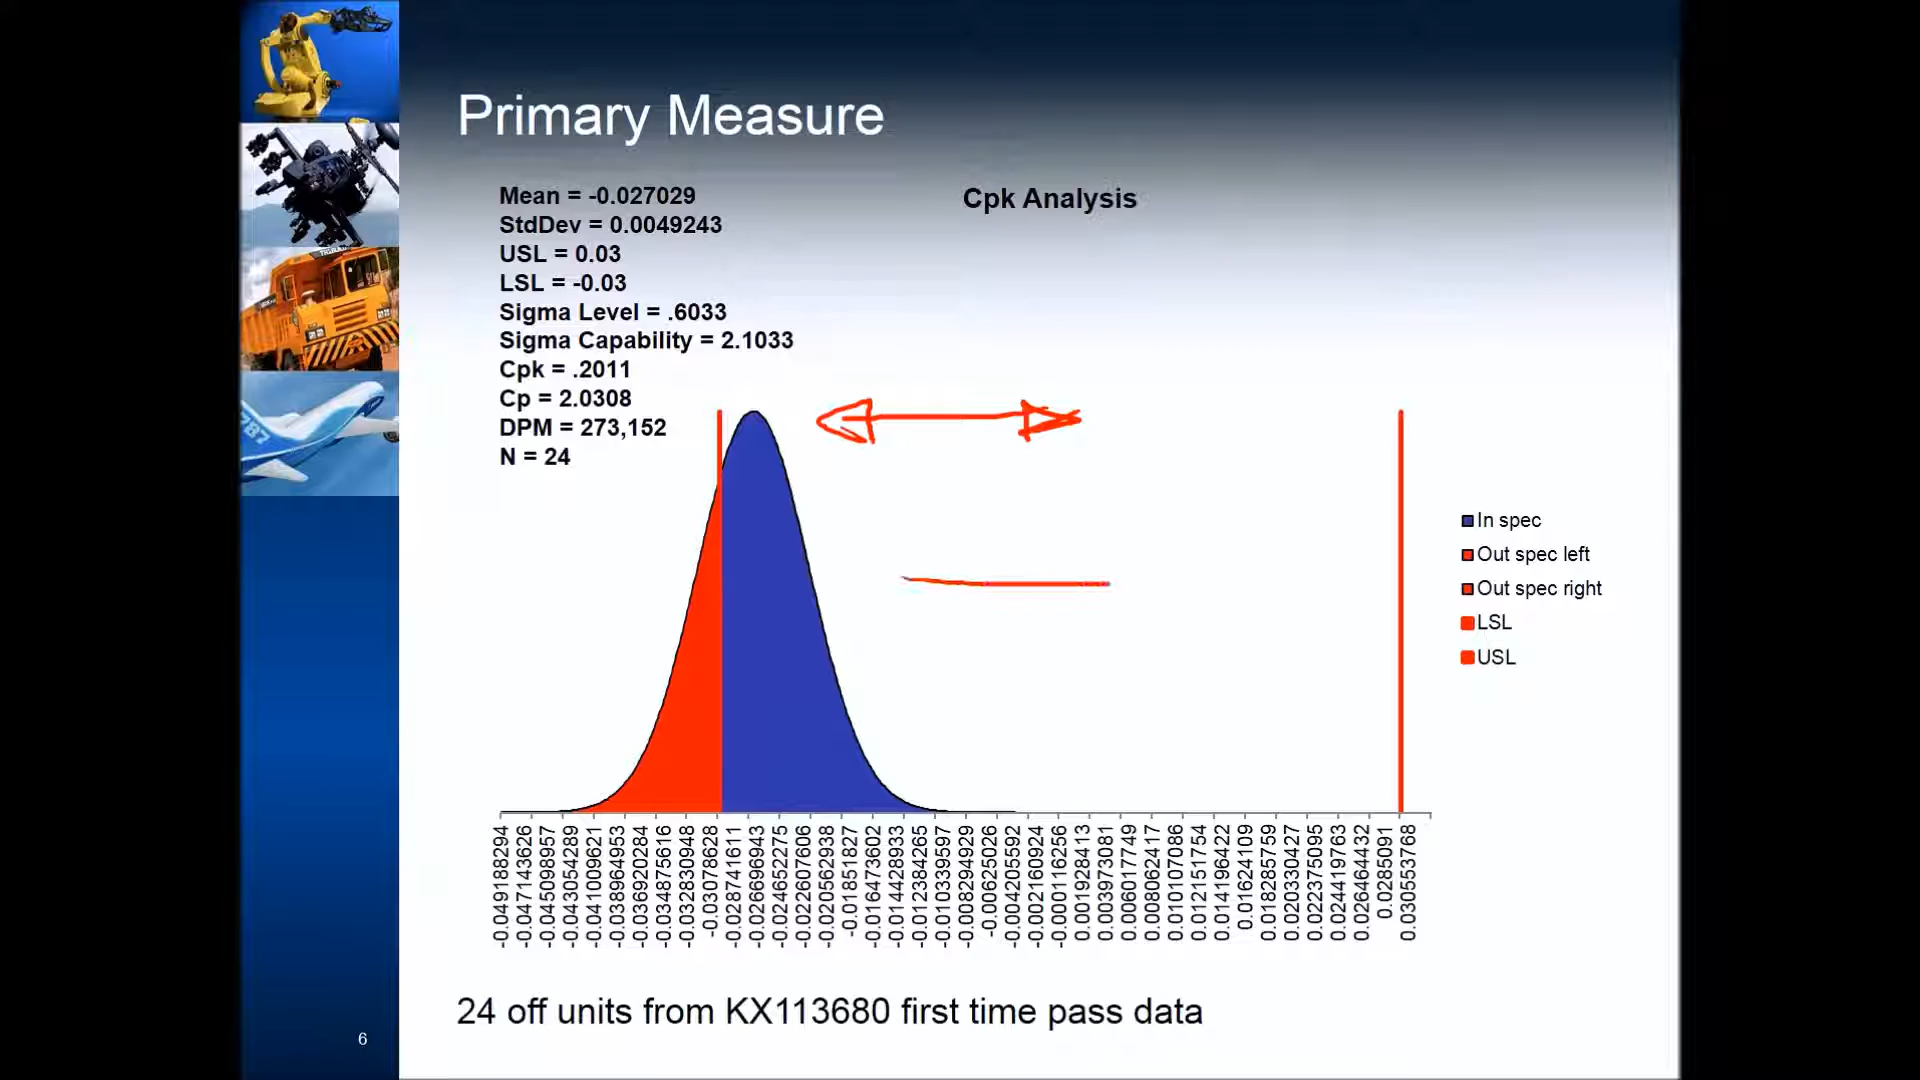 Primary Measure
Mean = -0.027029
StdDev = 0.0049243
USL = 0.03
LSL = -0.03
Sigma Level = .6033
Sigma Capability = 2.1033
Cpk = .2011
Cp = 2.0308
DPM = 273,152
N = 24
Cpk Analysis
In spec
Out spec left
Out spec right
LSL
USL
-0.049188294
-0.047143626
-0.045098957
-0.043054289
-0.041009621
-0.038964953
-0.036920284
-0.034875616
-0.032830948
-0.03078628
-0.028741611
-0.026696943
-0.024652275
-0.022607606
-0.020562938
-0.01851827
-0.016473602
-0.014428933
-0.012384265
-0.010339597
-0.008294929
-0.00625026
-0.004205592
-0.002160924
-0.000116256
0.001928413
0.003973081
0.006017749
0.008062417
0.010107086
0.012151754
0.014196422
0.01624109
0.018285759
0.020330427
0.022375095
0.024419763
0.026464432
0.0285091
0.030553768
24 off units from KX113680 first time pass data
6
787